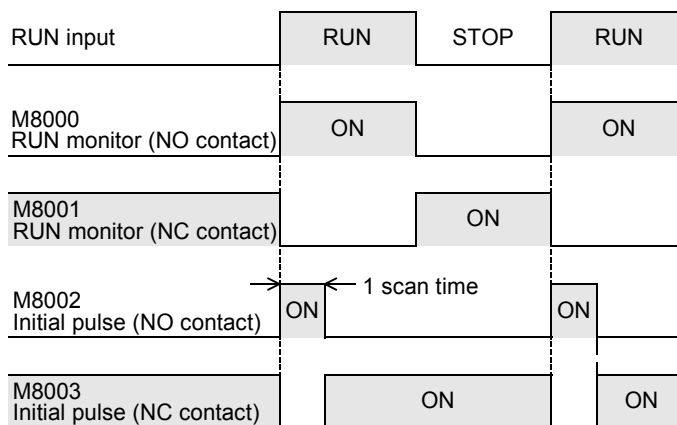 RUN input RUN STOP RUN
M8000
RUN monitor (NO contact) ON ON
M8001
RUN monitor (NC contact) ON
1 scan time
M8002
Initial pulse (NO contact) ON ON
M8003
Initial pulse (NC contact) ON ON